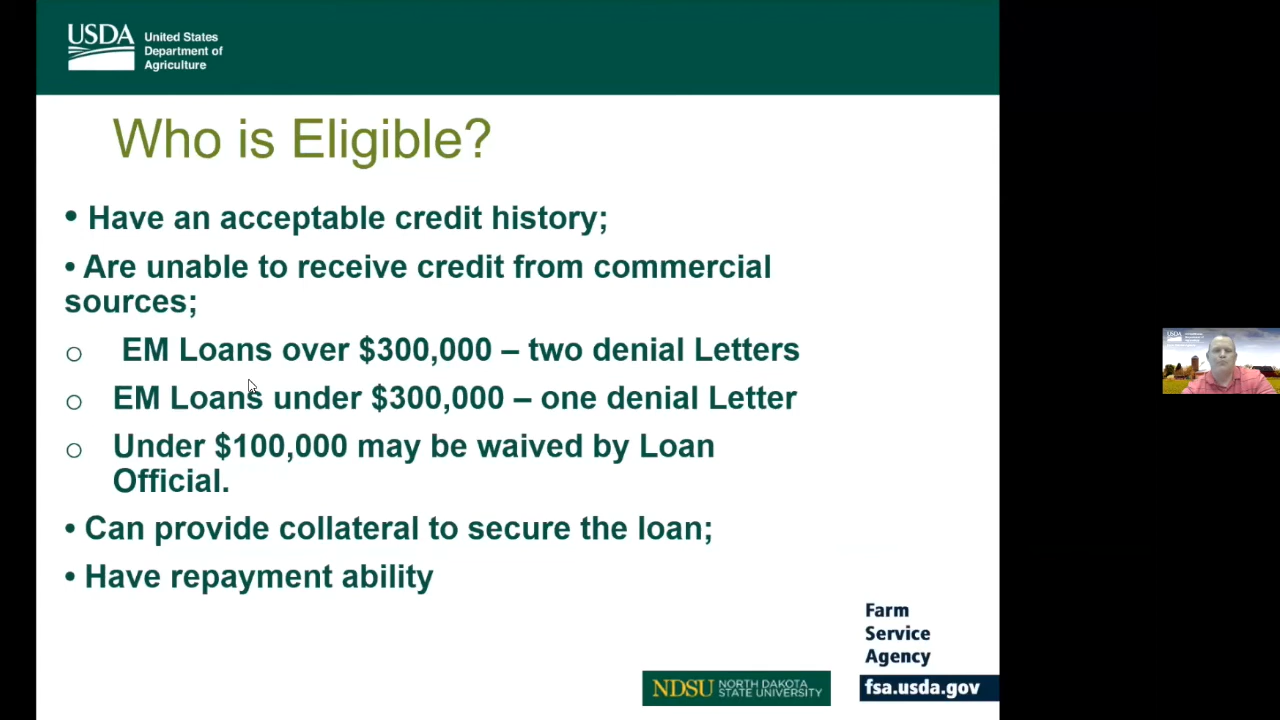 USDA
United States
Department of
Agriculture
Who is Eligible?
• Have an acceptable credit history;
• Are unable to receive credit from commercial
sources;
o EM Loans over $300,000 – two denial Letters
o EM Loans under $300,000 – one denial Letter
o Under $100,000 may be waived by Loan
Official.
• Can provide collateral to secure the loan;
• Have repayment ability
Farm
Service
Agency
fsa.usda.gov
NDSU NORTH DAKOTA
STATE UNIVERSITY
USDA